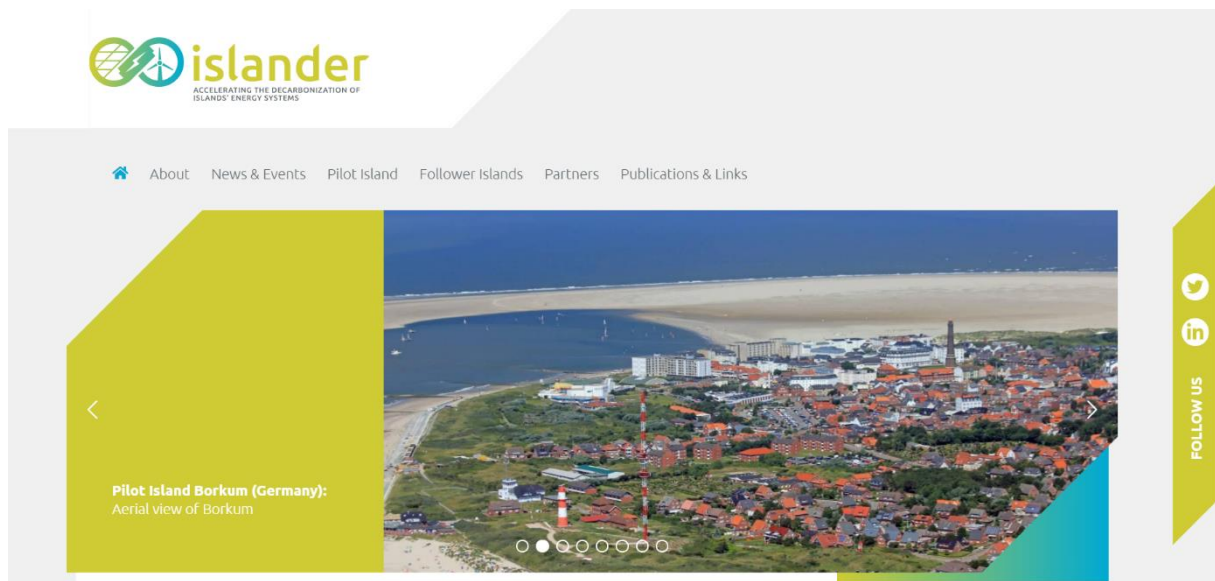 islander
ACCELERATING THE DECARBONIZATION OF
ISLANDS' ENERGY SYSTEMS
About News & Events Pilot Island Follower Islands Partners Publications & Links
Pilot Island Borkum (Germany):
Aerial view of Borkum
FOLLOW US